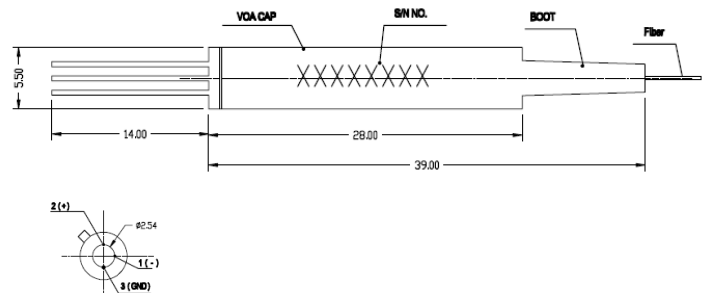 VOA CAP
S/N NO.
BOOT
Fiber
5.50
XXXXXXXX
14.00
28.00
39.00
2 (+)
Ø2.54
1 (-)
3 (GND)